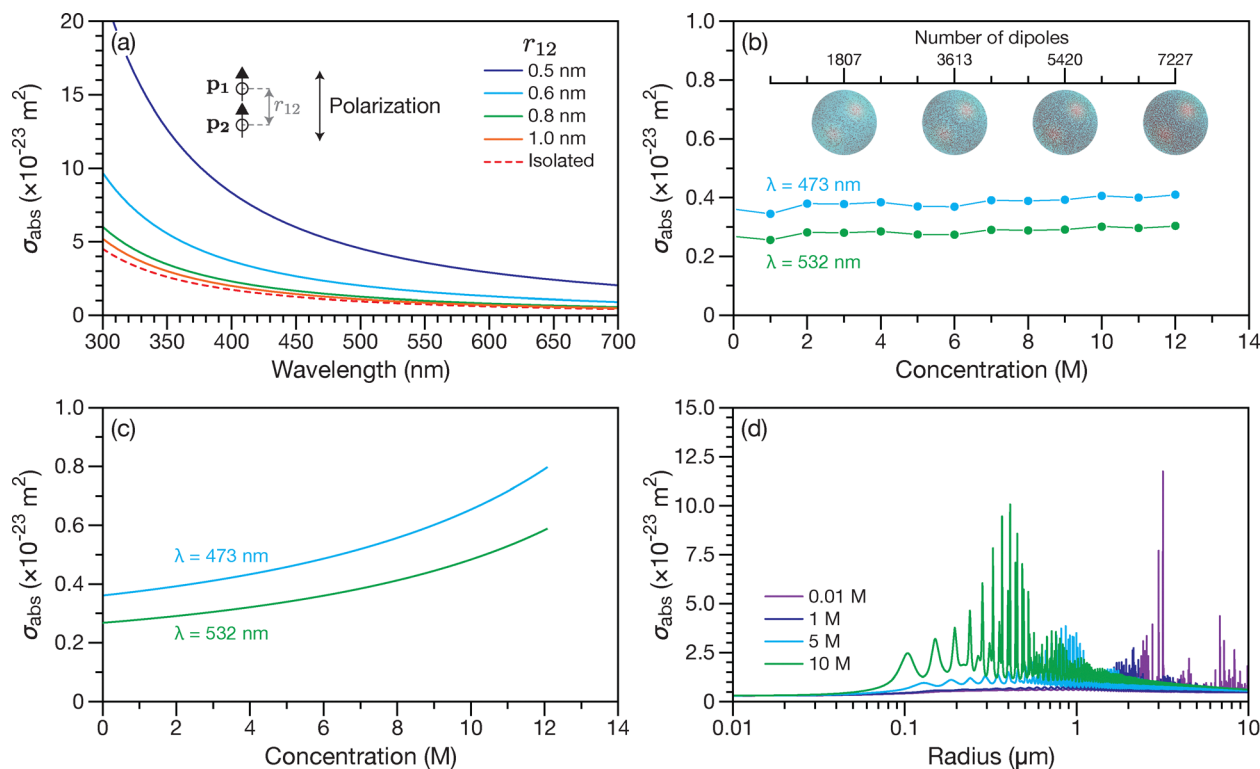 (a)
r₁₂
0.5 nm
0.6 nm
0.8 nm
1.0 nm
Isolated
p₁
p₂
r₁₂
Polarization
20
15
10
5
0
σabs (×10⁻²³ m²)
300 350 400 450 500 550 600 650 700
Wavelength (nm)
(b)
Number of dipoles
1807 3613 5420 7227
λ = 473 nm
λ = 532 nm
1.0
0.8
0.6
0.4
0.2
0
σabs (×10⁻²³ m²)
0 2 4 6 8 10 12 14
Concentration (M)
(c)
λ = 473 nm
λ = 532 nm
1.0
0.8
0.6
0.4
0.2
0
σabs (×10⁻²³ m²)
0 2 4 6 8 10 12 14
Concentration (M)
(d)
0.01 M
1 M
5 M
10 M
15.0
12.5
10.0
7.5
5.0
2.5
0
σabs (×10⁻²³ m²)
0.01 0.1 1 10
Radius (µm)